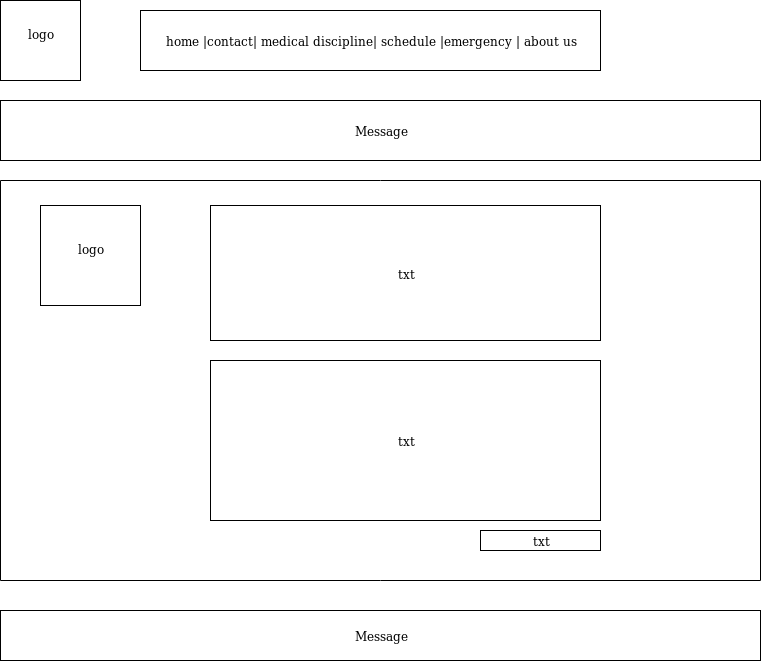 logo
home |contact| medical discipline| schedule |emergency | about us
Message
logo
txt
txt
txt
Message